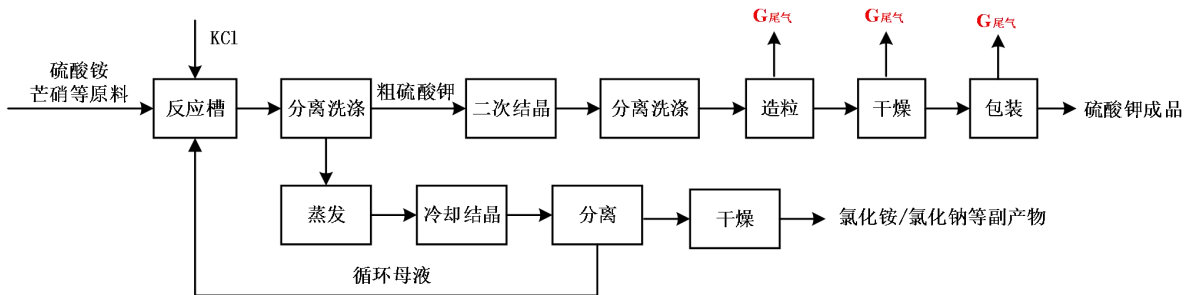 G尾气
G尾气
G尾气
KCl
硫酸铵
芒硝等原料
反应槽
分离洗涤
粗硫酸钾
二次结晶
分离洗涤
造粒
干燥
包装
硫酸钾成品
蒸发
冷却结晶
分离
干燥
氯化铵/氯化钠等副产物
循环母液